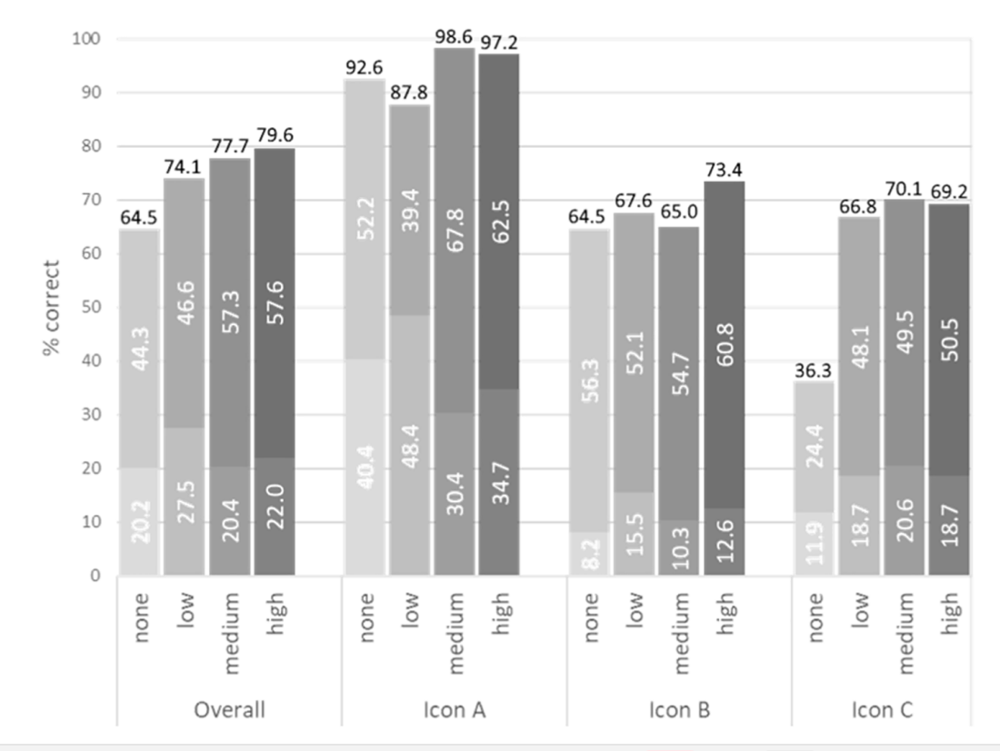 100
98.6
97.2
92.6
90
87.8
80
79.6
77.7
74.1
73.4
70
70.1
69.2
67.6
66.8
65.0
64.5
64.5
60
50
40
36.3
30
20
10
0
% correct
44.3
46.6
57.3
57.6
52.2
39.4
67.8
62.5
56.3
52.1
54.7
60.8
24.4
48.1
49.5
50.5
20.2
27.5
20.4
22.0
40.4
48.4
30.4
34.7
8.2
15.5
10.3
12.6
11.9
18.7
20.6
18.7
none
low
medium
high
none
low
medium
high
none
low
medium
high
none
low
medium
high
Overall
Icon A
Icon B
Icon C